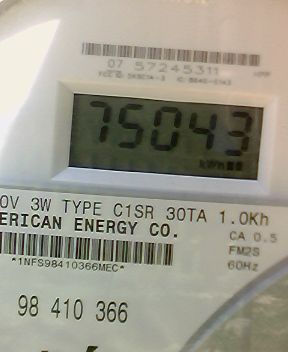 07 57245311
75043
kWh
0V 3W TYPE C1SR 30TA 1.0Kh
ERICAN ENERGY CO.
CA 0.5
FM2S
60Hz
*1NFS98410366MEC*
98 410 366